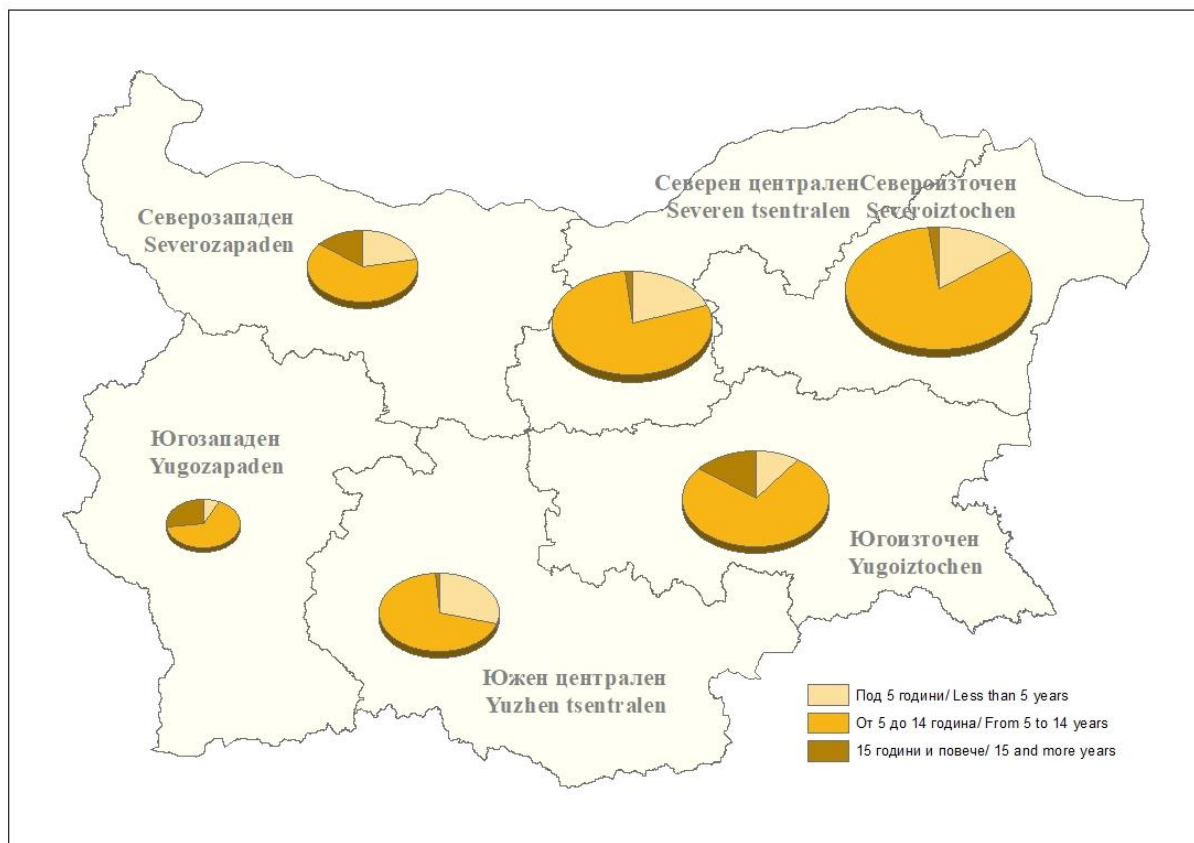 Северен централен
Severen tsentralen
Североизточен
Severoiztochen
Северозападен
Severozapaden
Югозападен
Yugozapaden
Югоизточен
Yugoiztochen
Южен централен
Yuzhen tsentralen
Под 5 години/ Less than 5 years
От 5 до 14 година/ From 5 to 14 years
15 години и повече/ 15 and more years